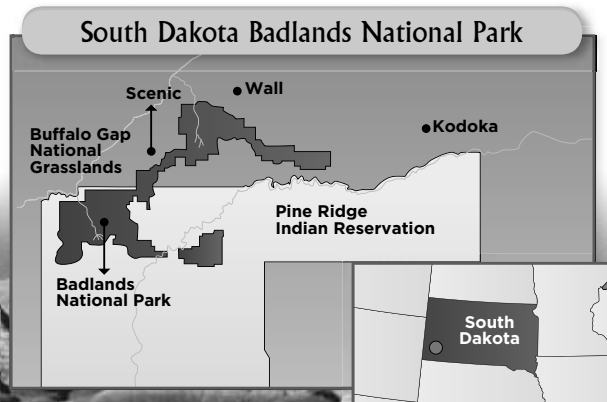 South Dakota Badlands National Park
Scenic
Wall
Buffalo Gap
National
Grasslands
Kodoka
Pine Ridge
Indian Reservation
Badlands
National Park
South
Dakota